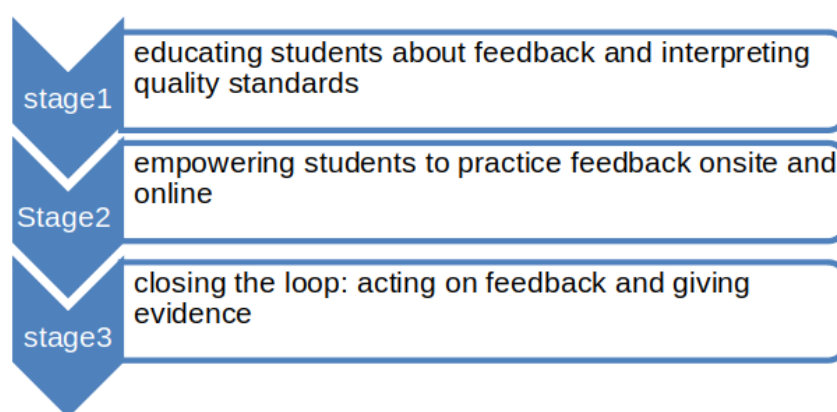 educating students about feedback and interpreting
quality standards
stage1
empowering students to practice feedback onsite and
online
Stage2
closing the loop: acting on feedback and giving
evidence
stage3